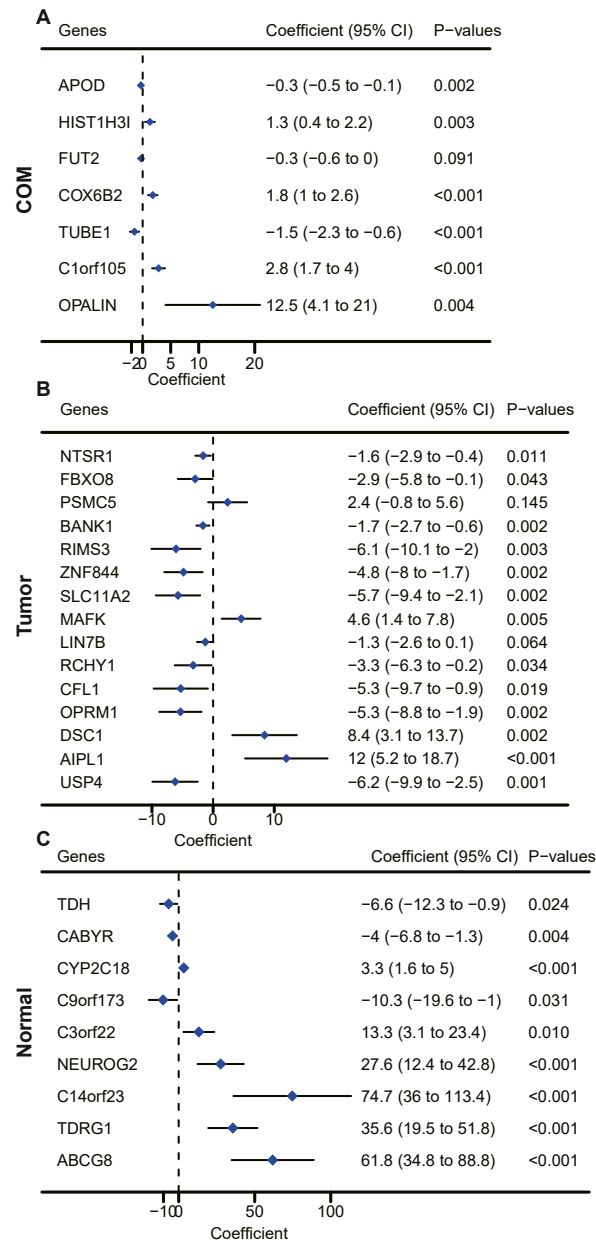 A
Genes Coefficient (95% CI) P−values
COM
APOD −0.3 (−0.5 to −0.1) 0.002
HIST1H3I 1.3 (0.4 to 2.2) 0.003
FUT2 −0.3 (−0.6 to 0) 0.091
COX6B2 1.8 (1 to 2.6) <0.001
TUBE1 −1.5 (−2.3 to −0.6) <0.001
C1orf105 2.8 (1.7 to 4) <0.001
OPALIN 12.5 (4.1 to 21) 0.004
−2 0 5 10 20
Coefficient
B
Genes Coefficient (95% CI) P−values
Tumor
NTSR1 −1.6 (−2.9 to −0.4) 0.011
FBXO8 −2.9 (−5.8 to −0.1) 0.043
PSMC5 2.4 (−0.8 to 5.6) 0.145
BANK1 −1.7 (−2.7 to −0.6) 0.002
RIMS3 −6.1 (−10.1 to −2) 0.003
ZNF844 −4.8 (−8 to −1.7) 0.002
SLC11A2 −5.7 (−9.4 to −2.1) 0.002
MAFK 4.6 (1.4 to 7.8) 0.005
LIN7B −1.3 (−2.6 to 0.1) 0.064
RCHY1 −3.3 (−6.3 to −0.2) 0.034
CFL1 −5.3 (−9.7 to −0.9) 0.019
OPRM1 −5.3 (−8.8 to −1.9) 0.002
DSC1 8.4 (3.1 to 13.7) 0.002
AIPL1 12 (5.2 to 18.7) <0.001
USP4 −6.2 (−9.9 to −2.5) 0.001
−10 0 10
Coefficient
C
Genes Coefficient (95% CI) P−values
Normal
TDH −6.6 (−12.3 to −0.9) 0.024
CABYR −4 (−6.8 to −1.3) 0.004
CYP2C18 3.3 (1.6 to 5) <0.001
C9orf173 −10.3 (−19.6 to −1) 0.031
C3orf22 13.3 (3.1 to 23.4) 0.010
NEUROG2 27.6 (12.4 to 42.8) <0.001
C14orf23 74.7 (36 to 113.4) <0.001
TDRG1 35.6 (19.5 to 51.8) <0.001
ABCG8 61.8 (34.8 to 88.8) <0.001
−10 0 50 100
Coefficient